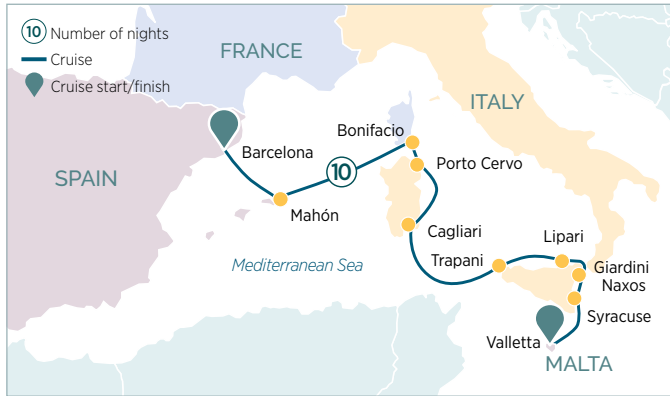 10 Number of nights
Cruise
Cruise start/finish
FRANCE
ITALY
SPAIN
Barcelona
Bonifacio
10
Porto Cervo
Mahón
Cagliari
Mediterranean Sea
Trapani
Lipari
Giardini
Naxos
Syracuse
Valletta
MALTA